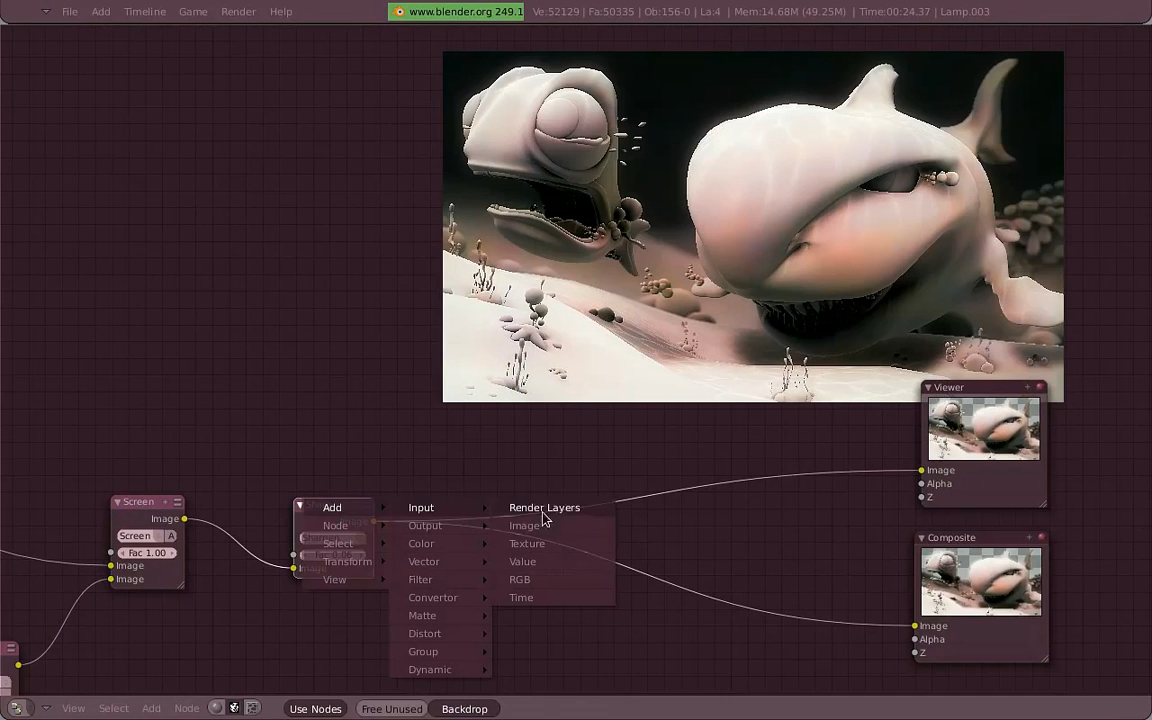 File Add Timeline Game Render Help www.blender.org 249.1 Ve:52129 | Fa:50335 | Ob:156-0 | La:4 | Mem:14.68M (49.25M) | Time:00:24.37 | Lamp.003
Viewer
Image
Alpha
Z
Screen
Image
Screen A
Fac 1.00
Image
Image
Add
Node
Select
Transform
View
Input
Output
Color
Vector
Filter
Convertor
Matte
Distort
Group
Dynamic
Render Layers
Image
Texture
Value
RGB
Time
Composite
Image
Alpha
Z
View Select Add Node Use Nodes Free Unused Backdrop